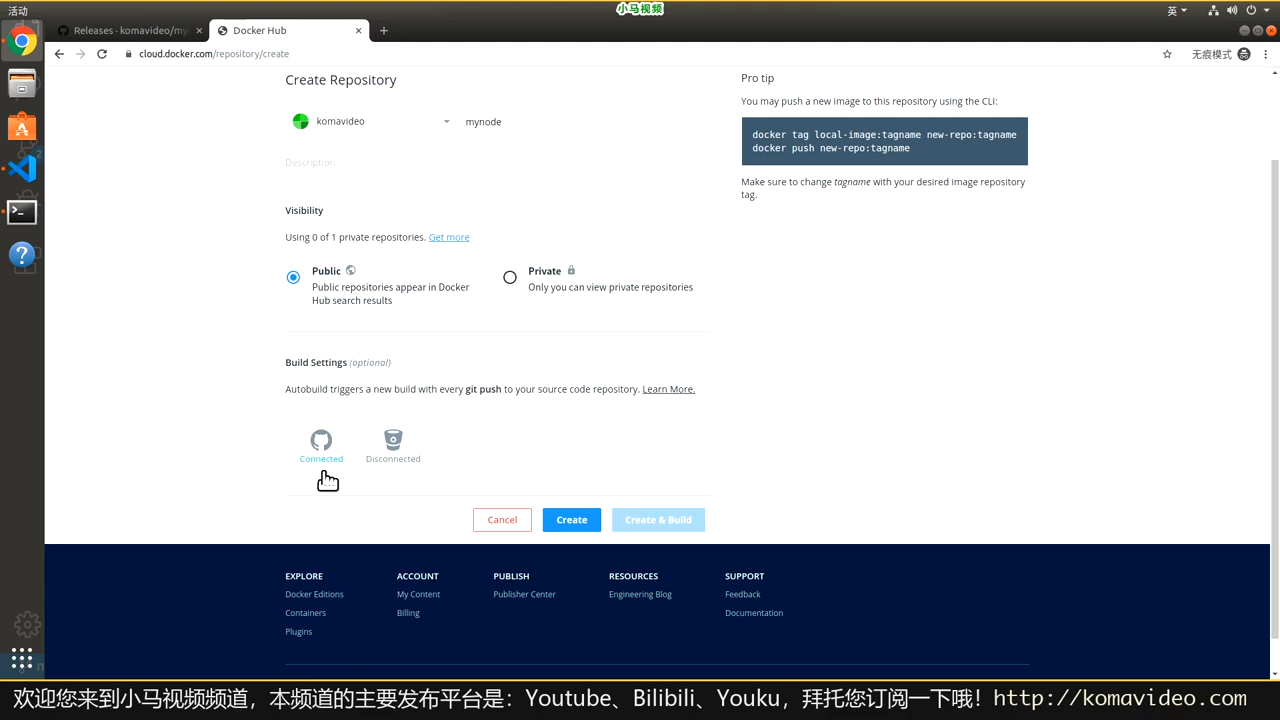 活动
小马视频
英
Releases · komavideo/my
Docker Hub
cloud.docker.com/repository/create
无痕模式
Create Repository
komavideo
mynode
Description
Visibility
Using 0 of 1 private repositories. Get more
Public
Public repositories appear in Docker
Hub search results
Private
Only you can view private repositories
Build Settings (optional)
Autobuild triggers a new build with every git push to your source code repository. Learn More.
Connected
Disconnected
Cancel
Create
Create & Build
Pro tip
You may push a new image to this repository using the CLI:
docker tag local-image:tagname new-repo:tagname
docker push new-repo:tagname
Make sure to change tagname with your desired image repository
tag.
EXPLORE
Docker Editions
Containers
Plugins
ACCOUNT
My Content
Billing
PUBLISH
Publisher Center
RESOURCES
Engineering Blog
SUPPORT
Feedback
Documentation
欢迎您来到小马视频频道，本频道的主要发布平台是：Youtube、Bilibili、Youku，拜托您订阅一下哦！http://komavideo.com